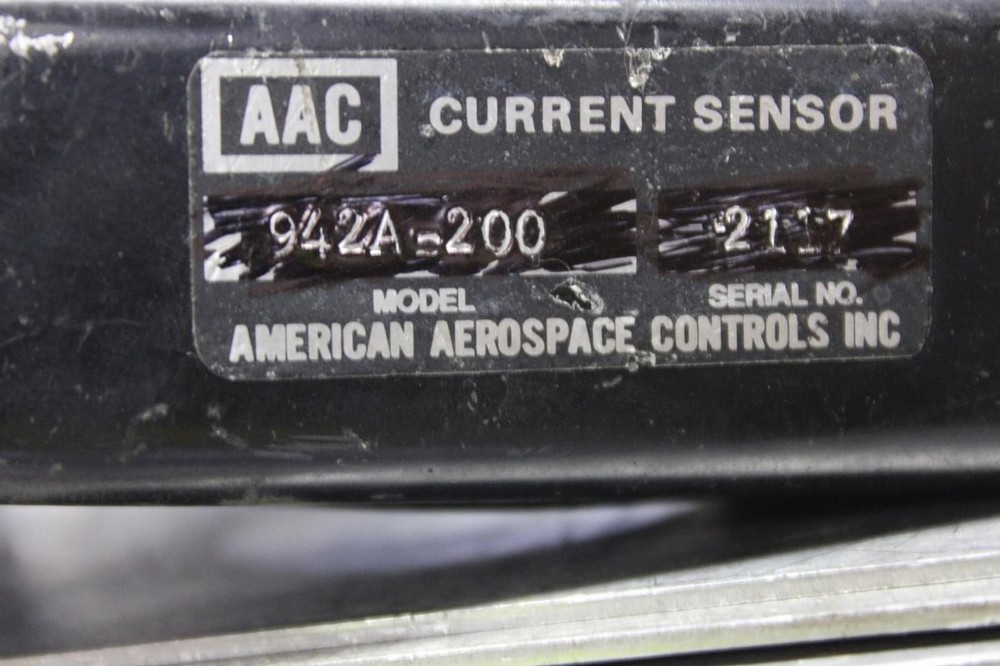 AAC CURRENT SENSOR
942A-200 2117
MODEL SERIAL NO.
AMERICAN AEROSPACE CONTROLS INC